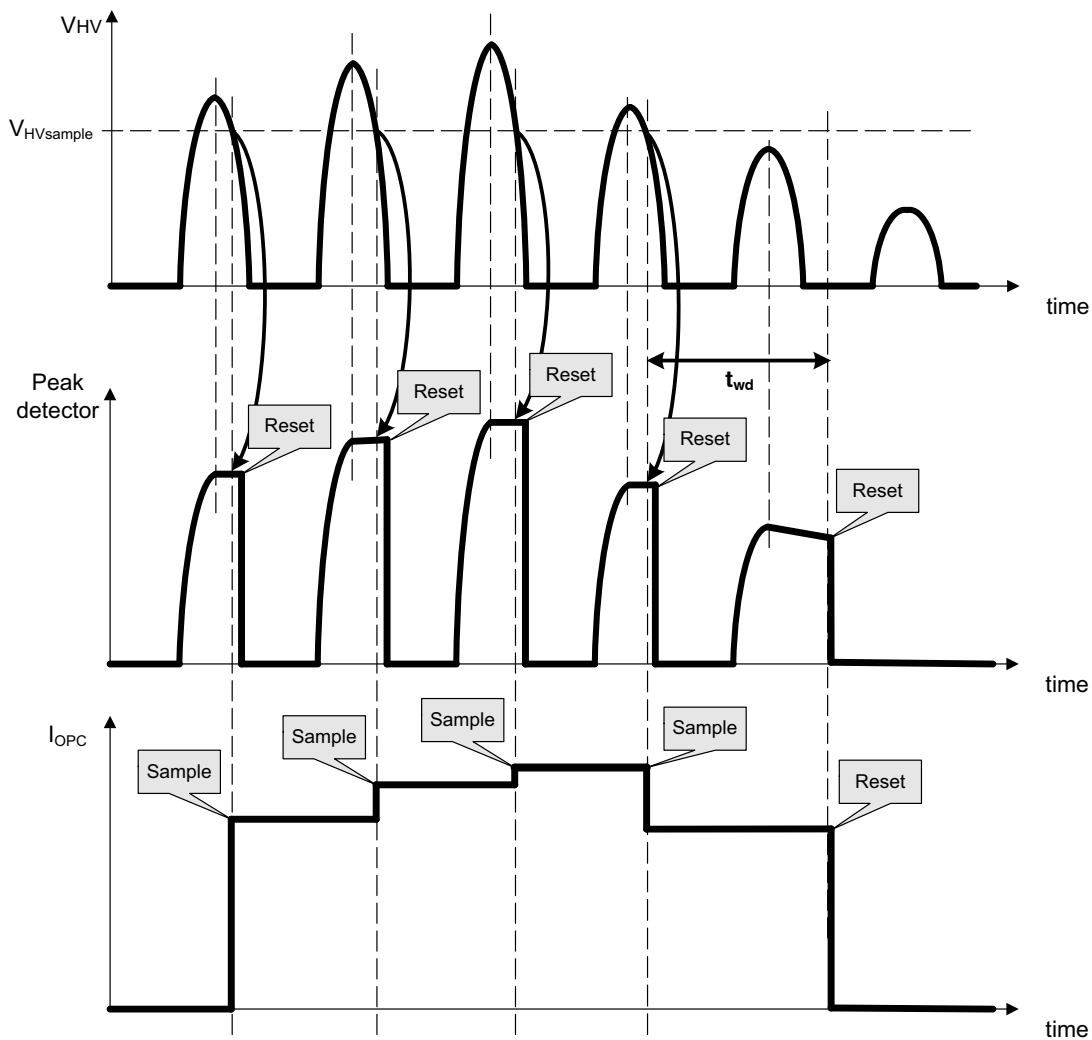 VHV
VHVsample
time
Peak
detector
Reset
Reset
Reset
Reset
Reset
twd
time
IOPC
Sample
Sample
Sample
Sample
Reset
time